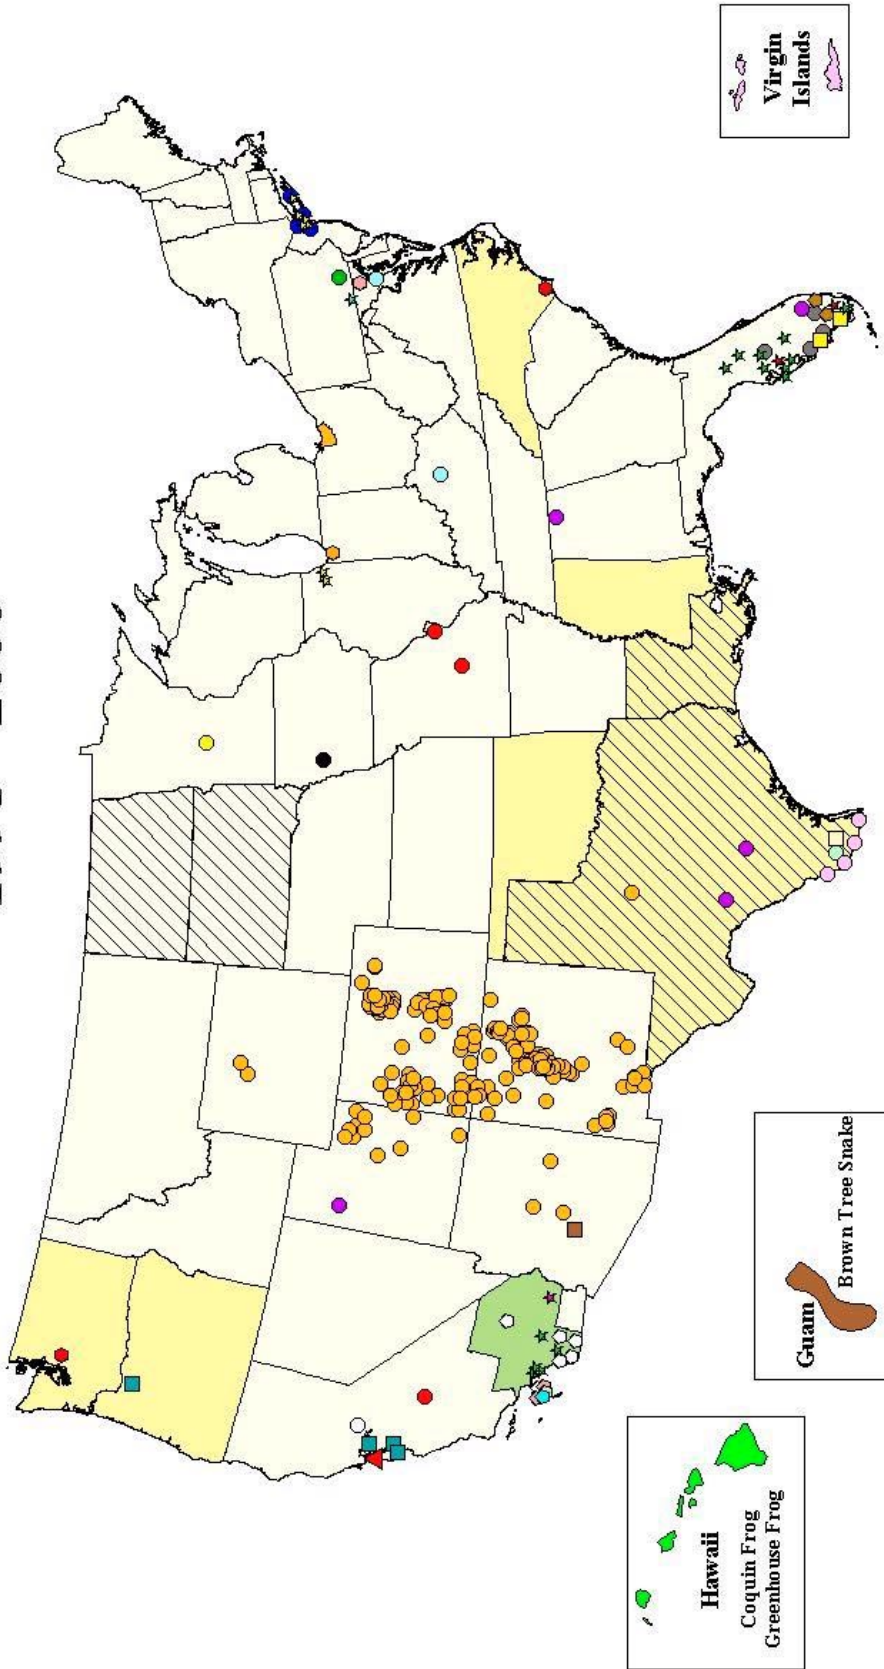 Hawaii
Coquin Frog
Greenhouse Frog
Guam
Brown Tree Snake
Virgin
Islands